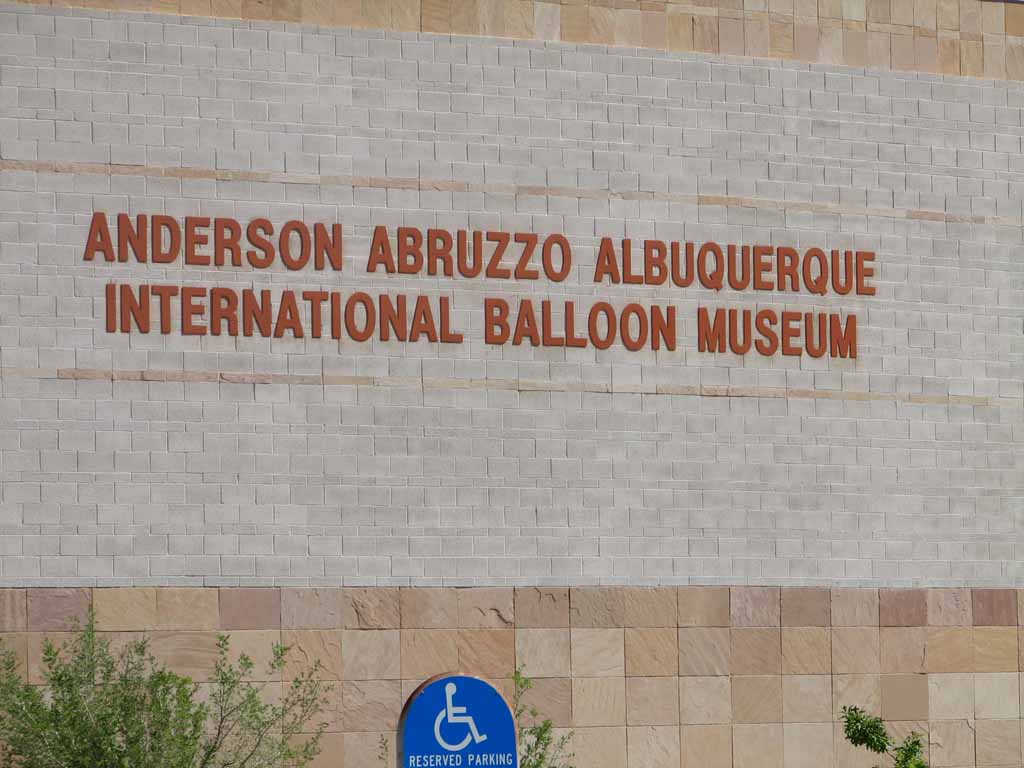 ANDERSON ABRUZZO ALBUQUERQUE
INTERNATIONAL BALLOON MUSEUM
RESERVED PARKING